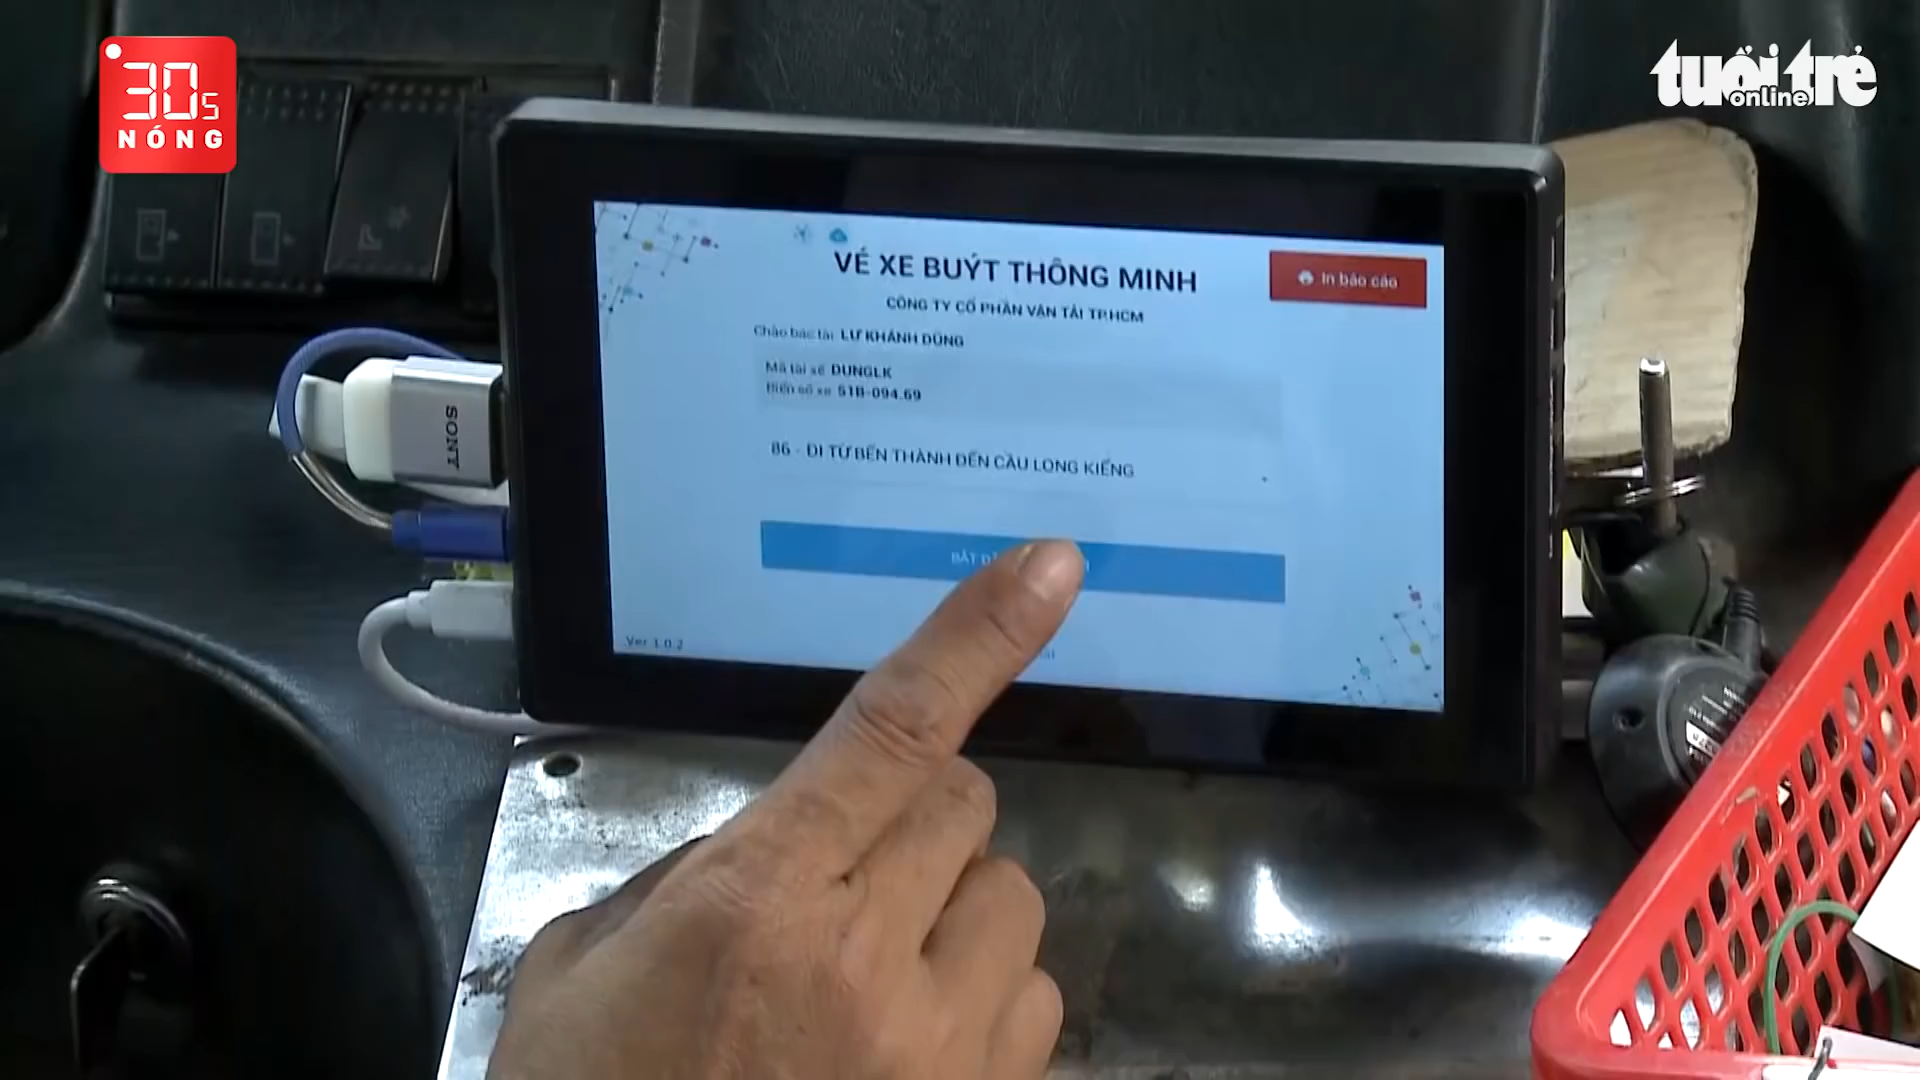 30s
NÓNG
tuổi trẻ
online
VÉ XE BUÝT THÔNG MINH
In báo cáo
CÔNG TY CỔ PHẦN VẬN TẢI TP.HCM
Chào bác tài LƯ KHÁNH DŨNG
Mã tài xế DUNGLK
Biển số xe 51B-094.69
86 - ĐI TỪ BẾN THÀNH ĐẾN CẦU LONG KIỂNG
BẮT
Ver 1.0.2
SONY